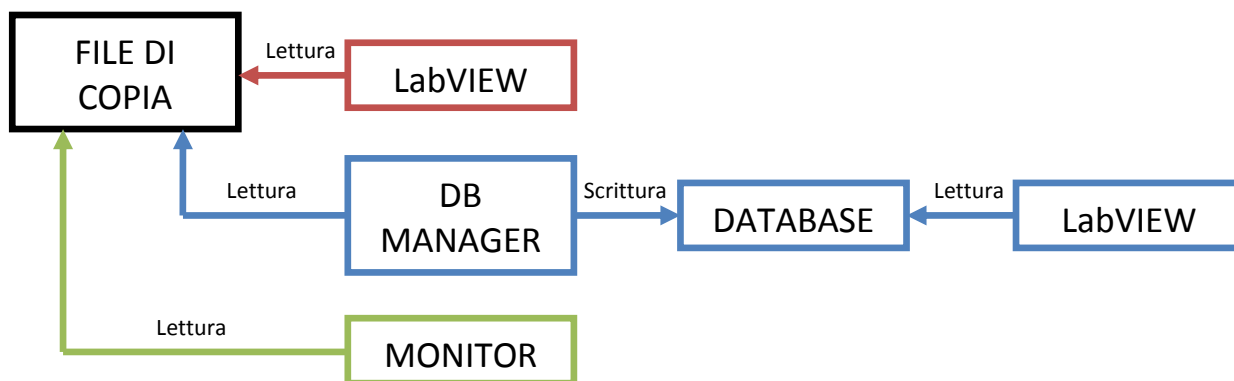 FILE DI
COPIA
Lettura
LabVIEW
Lettura
DB
MANAGER
Scrittura
DATABASE
Lettura
LabVIEW
Lettura
MONITOR